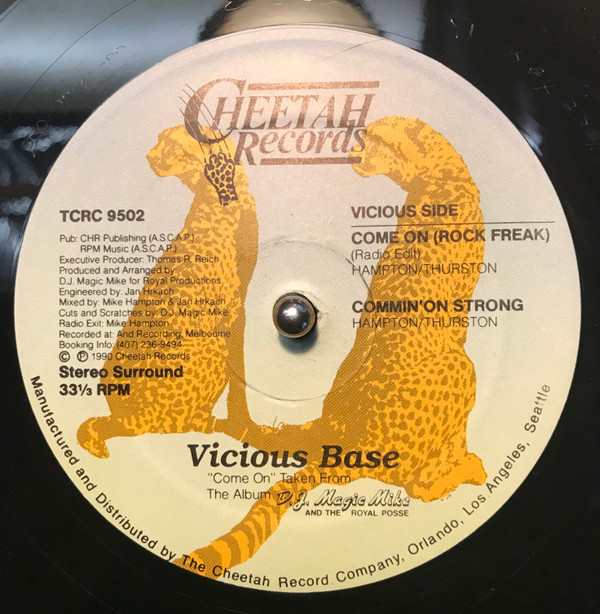 CHEETAH
Records
TCRC 9502
Pub: CHR Publishing (A.S.C.A.P.)
RPM Music (A.S.C.A.P.)
Executive Producer: Thomas R. Reich
Produced and Arranged by
D.J. Magic Mike for Royal Productions
Engineered by: Jan Hrkach
Mixed by: Mike Hampton & Jan Hrkach
Cuts and Scratches by: D.J. Magic Mike
Radio Exit: Mike Hampton
Recorded at: And Recording, Melbourne
Booking Info: (407) 236-9494
© ℗ 1990 Cheetah Records
Stereo Surround
33⅓ RPM
VICIOUS SIDE
COME ON (ROCK FREAK)
(Radio Edit)
HAMPTON/THURSTON
COMMIN'ON STRONG
HAMPTON/THURSTON
Vicious Base
"Come On" Taken From
The Album D.J. Magic Mike
AND THE ROYAL POSSE
Manufactured and Distributed by The Cheetah Record Company, Orlando, Los Angeles, Seattle